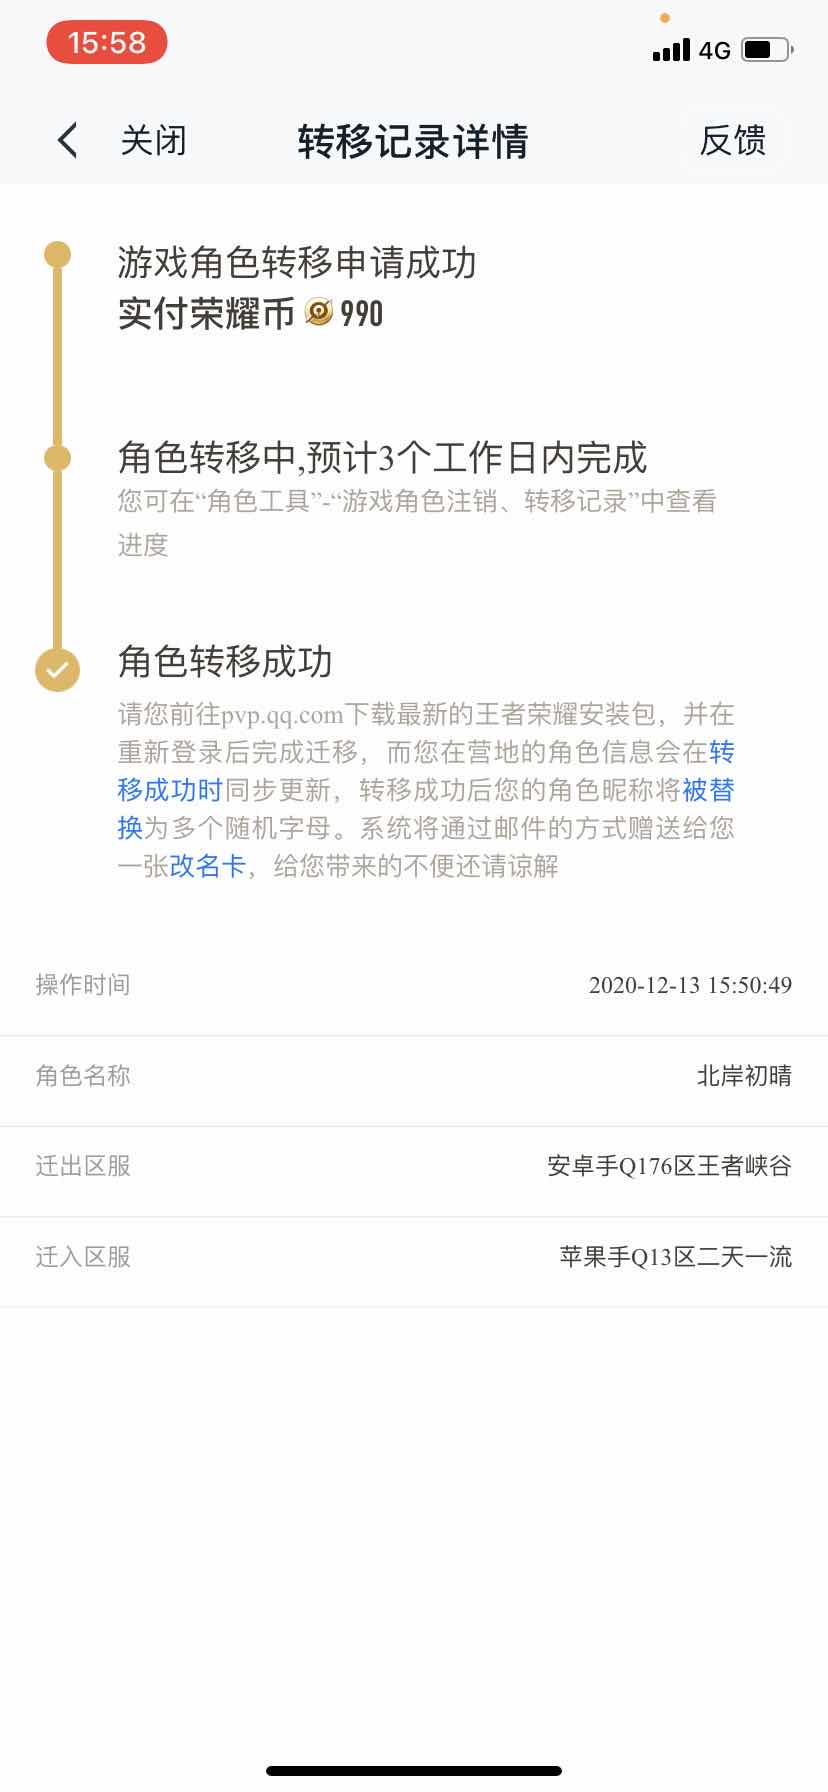 15:58
4G
关闭
转移记录详情
反馈
游戏角色转移申请成功
实付荣耀币 990
角色转移中,预计3个工作日内完成
您可在“角色工具”-“游戏角色注销、转移记录”中查看
进度
角色转移成功
请您前往pvp.qq.com下载最新的王者荣耀安装包，并在
重新登录后完成迁移，而您在营地的角色信息会在转
移成功时同步更新，转移成功后您的角色昵称将被替
换为多个随机字母。系统将通过邮件的方式赠送给您
一张改名卡，给您带来的不便还请谅解
操作时间
2020-12-13 15:50:49
角色名称
北岸初晴
迁出区服
安卓手Q176区王者峡谷
迁入区服
苹果手Q13区二天一流